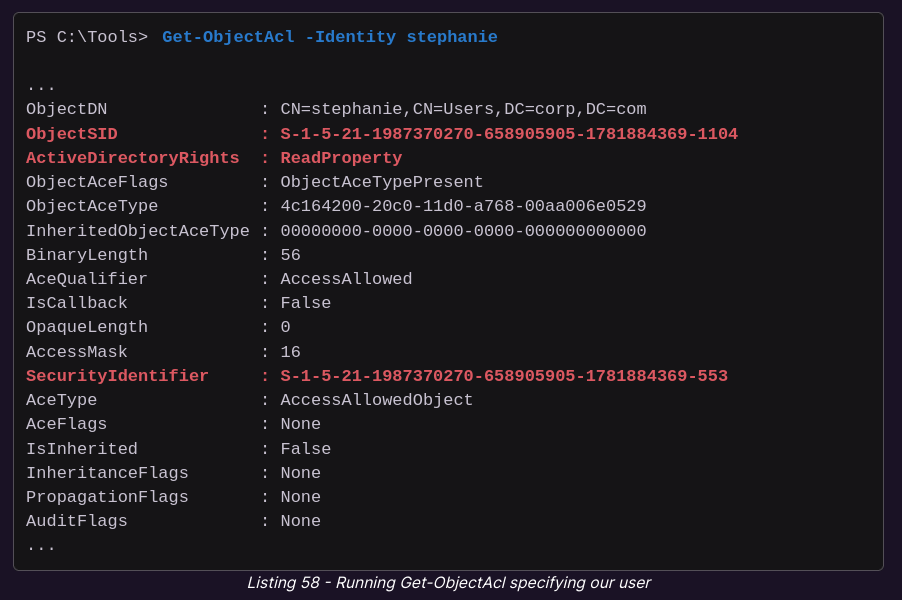 PS C:\Tools> Get-ObjectAcl -Identity stephanie
...
ObjectDN               : CN=stephanie,CN=Users,DC=corp,DC=com
ObjectSID              : S-1-5-21-1987370270-658905905-1781884369-1104
ActiveDirectoryRights  : ReadProperty
ObjectAceFlags         : ObjectAceTypePresent
ObjectAceType          : 4c164200-20c0-11d0-a768-00aa006e0529
InheritedObjectAceType : 00000000-0000-0000-0000-000000000000
BinaryLength           : 56
AceQualifier           : AccessAllowed
IsCallback             : False
OpaqueLength           : 0
AccessMask             : 16
SecurityIdentifier     : S-1-5-21-1987370270-658905905-1781884369-553
AceType                : AccessAllowedObject
AceFlags               : None
IsInherited            : False
InheritanceFlags       : None
PropagationFlags       : None
AuditFlags             : None
...
Listing 58 - Running Get-ObjectAcl specifying our user